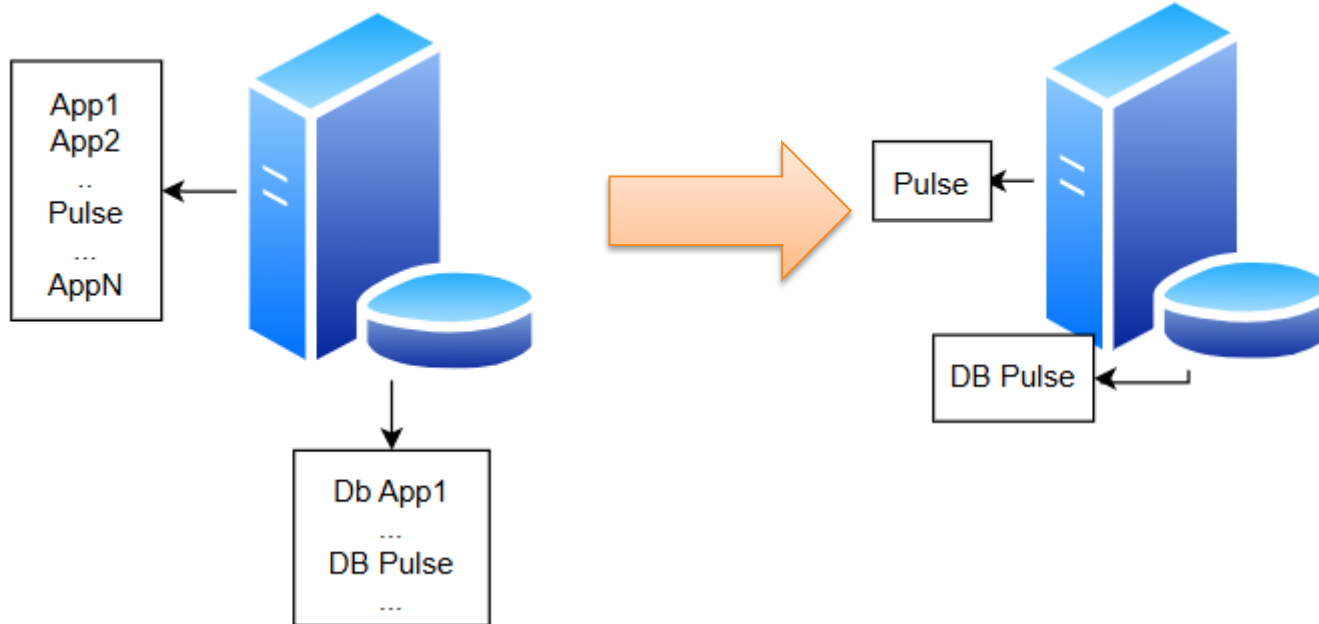 App1
App2
..
Pulse
...
AppN
Pulse
DB Pulse
Db App1
...
DB Pulse
...